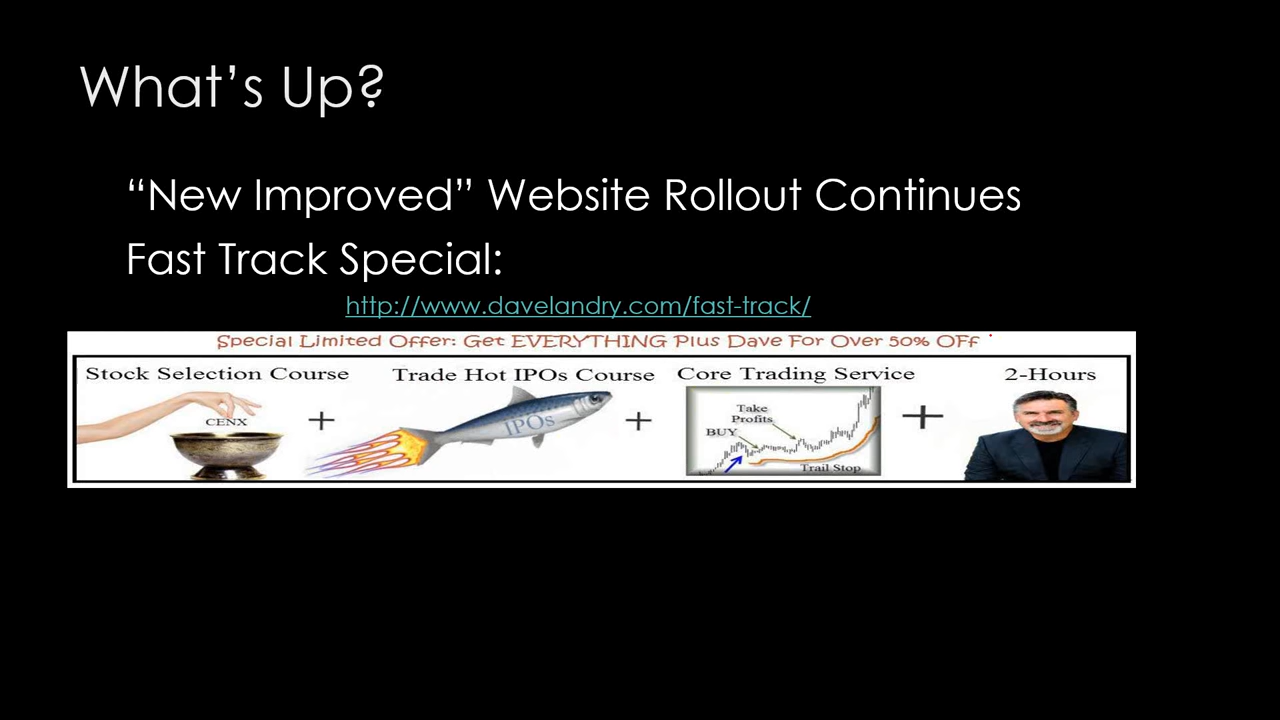 What’s Up?
“New Improved” Website Rollout Continues
Fast Track Special:
http://www.davelandry.com/fast-track/
Special Limited Offer: Get EVERYTHING Plus Dave For Over 50% OFf
Stock Selection Course
Trade Hot IPOs Course
Core Trading Service
2-Hours
CENX
+
IPOs
+
Take
Profits
BUY
Trail Stop
+